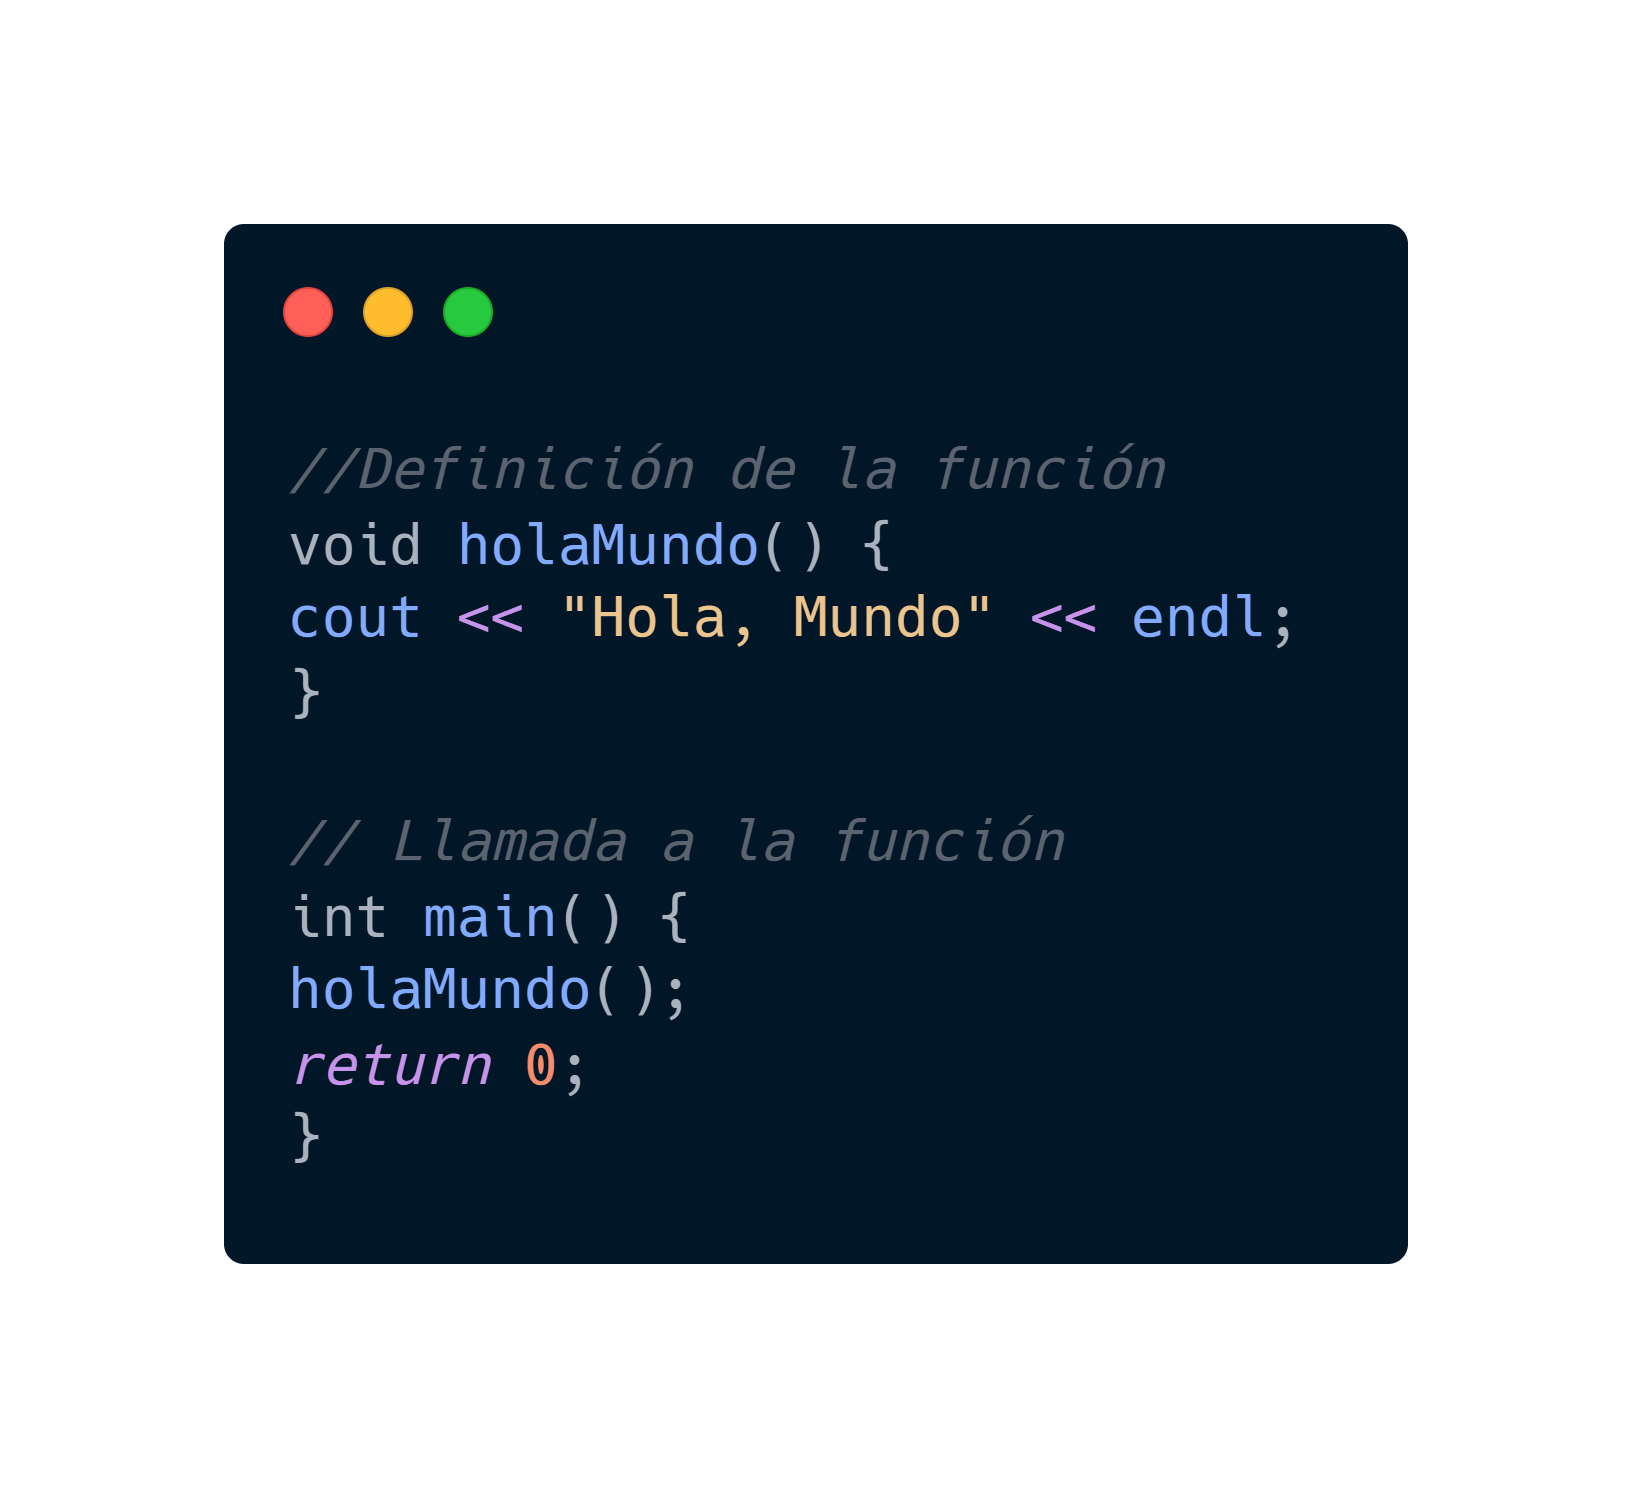 //Definición de la función
void holaMundo() {
cout << "Hola, Mundo" << endl;
}
// Llamada a la función
int main() {
holaMundo();
return 0;
}